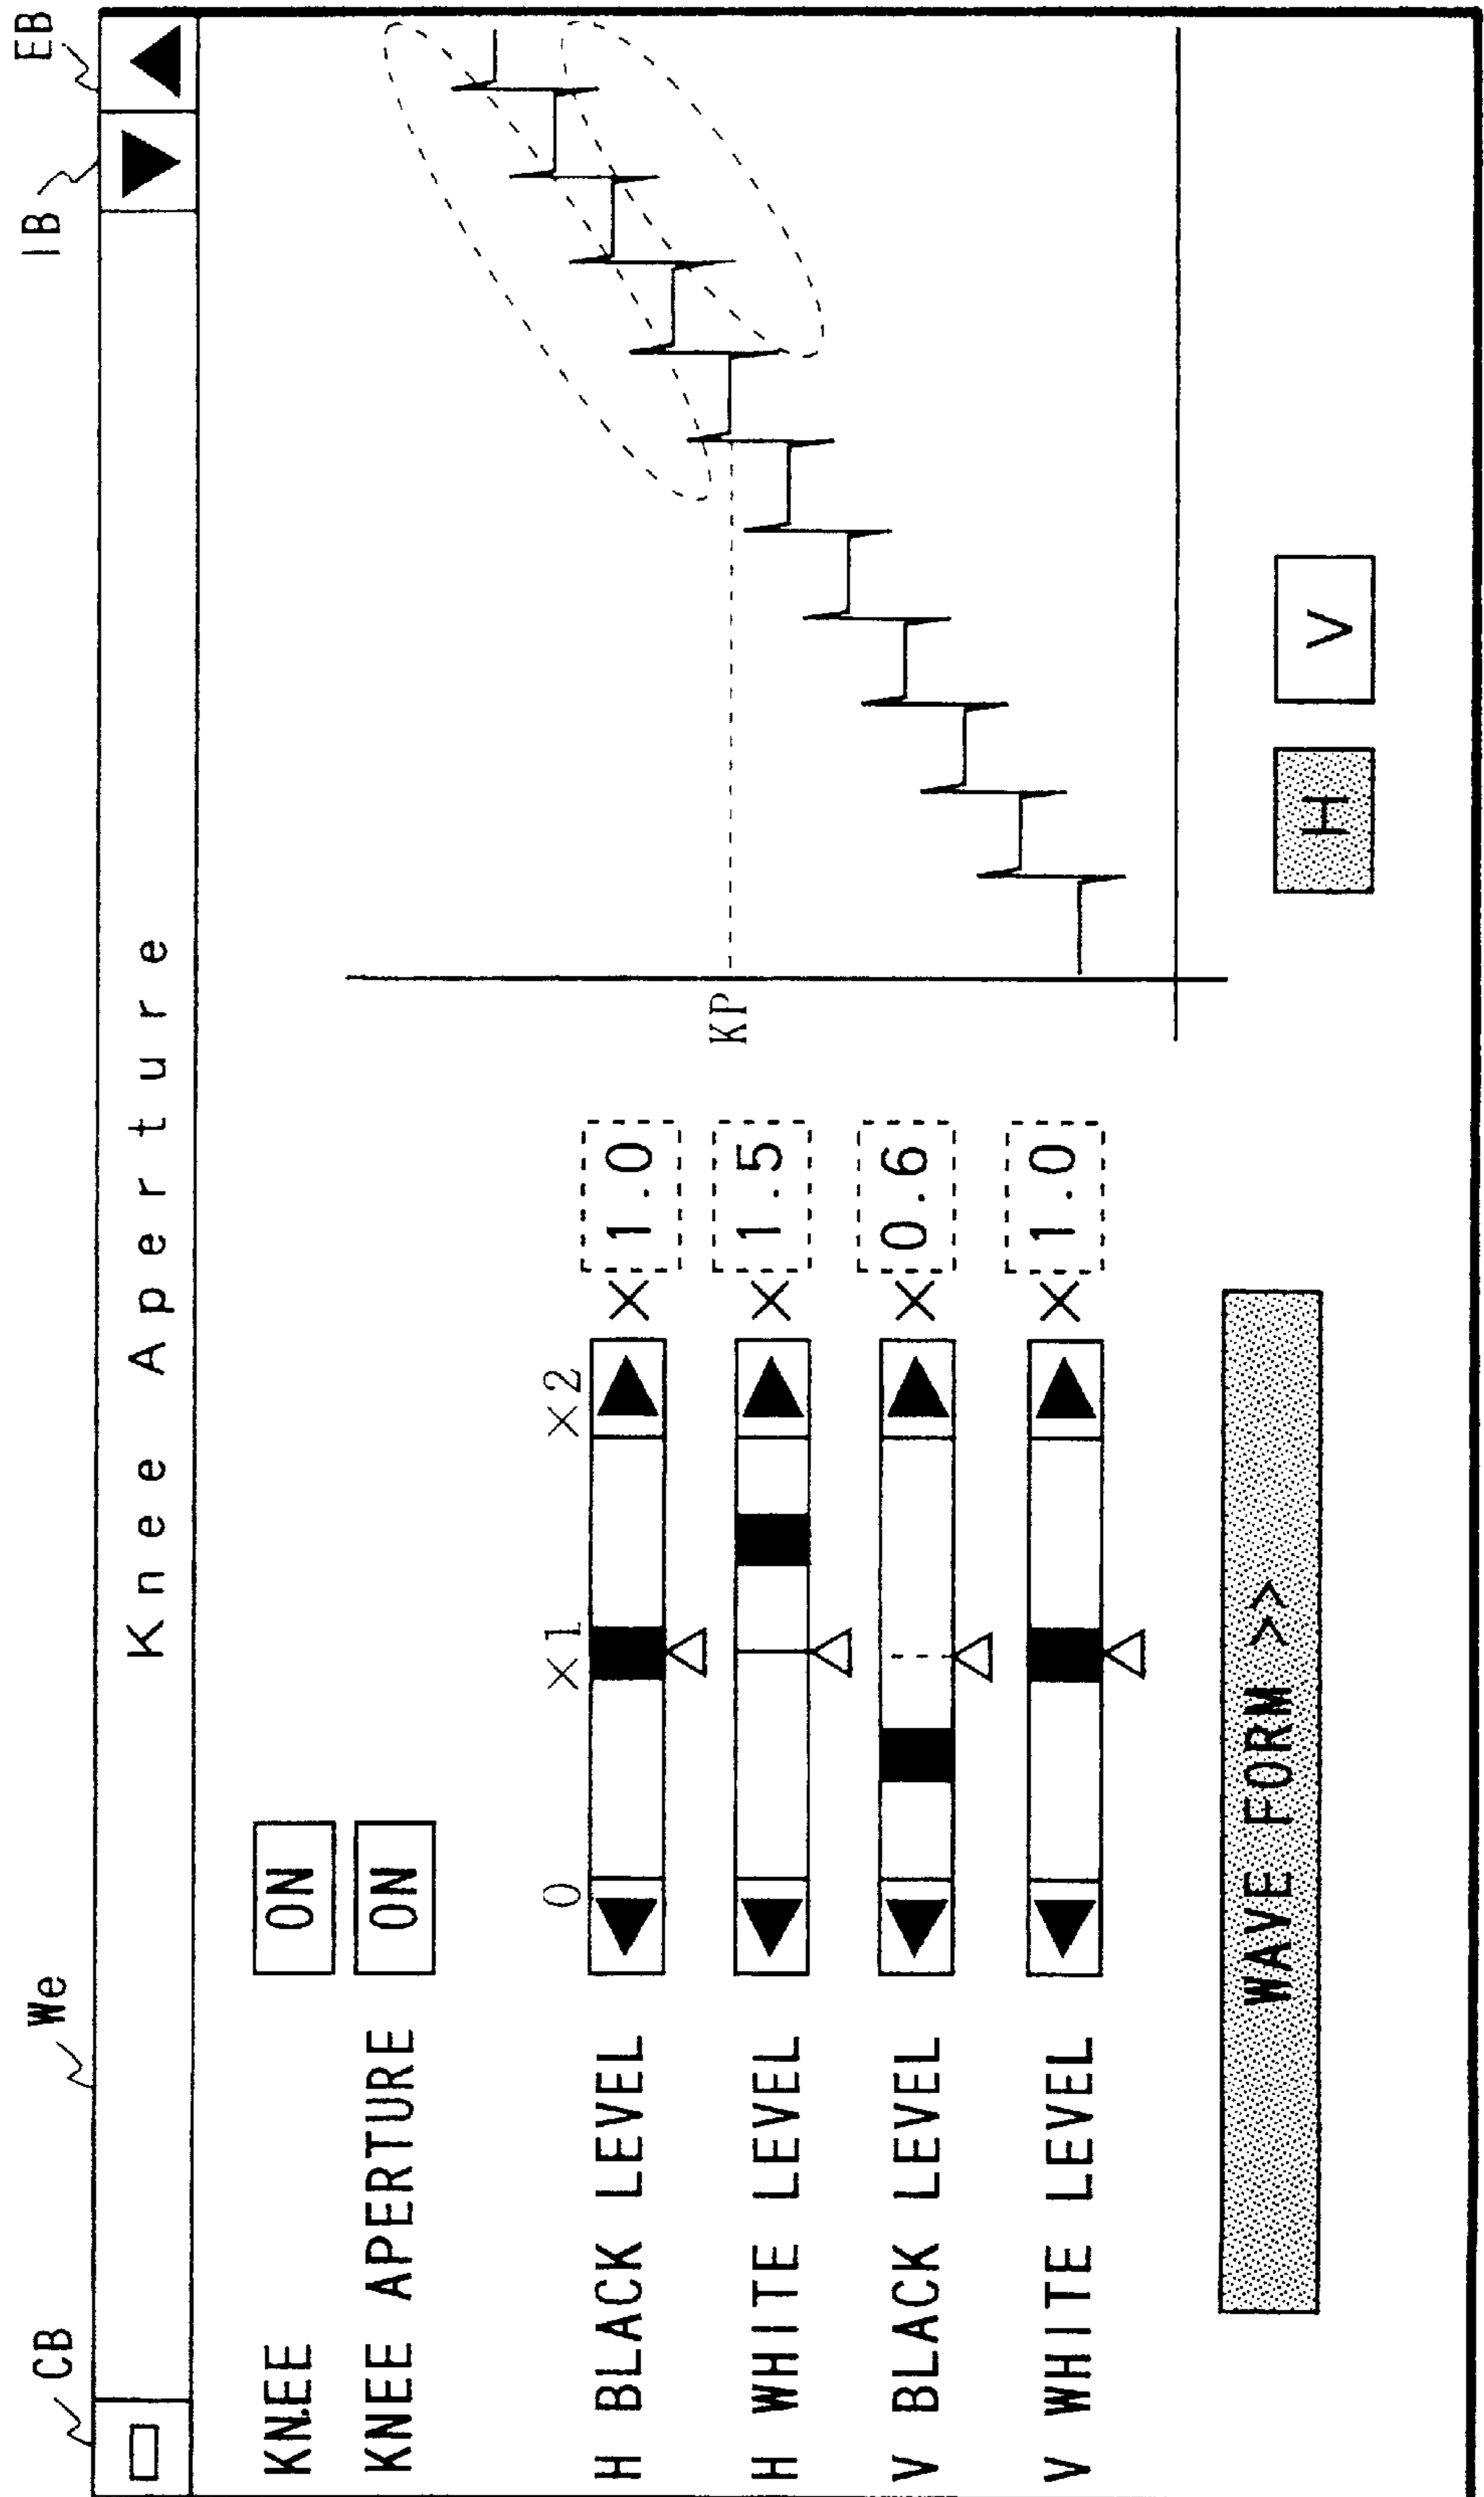 CB
We
IB
EB
Knee Aperture
KNEE ON
KNEE APERTURE ON
0 ×1 ×2
H BLACK LEVEL × 1.0
H WHITE LEVEL × 1.5
V BLACK LEVEL × 0.6
V WHITE LEVEL × 1.0
WAVE FORM >>
KP
H V